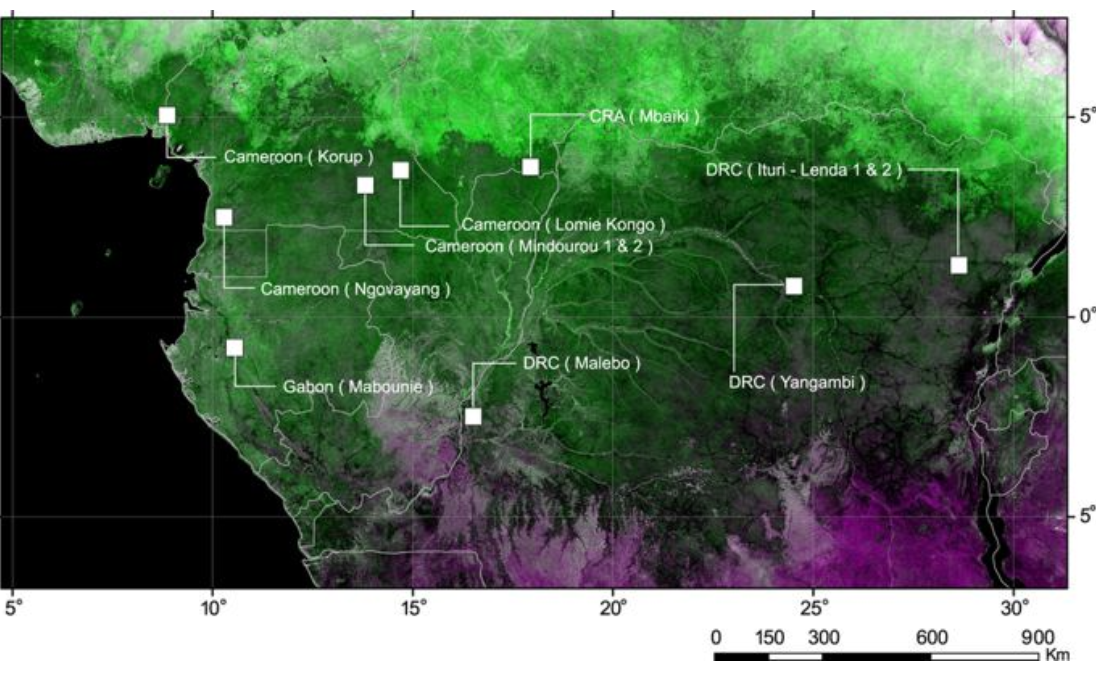 CRA ( Mbaïki )
5°
Cameroon ( Korup )
DRC ( Ituri - Lenda 1 & 2 )
Cameroon ( Lomie Kongo )
Cameroon ( Mindourou 1 & 2 )
Cameroon ( Ngovayang )
0°
DRC ( Malebo )
DRC ( Yangambi )
Gabon ( Mabounie )
5°
5°
10°
15°
20°
25°
30°
0 150 300 600 900
Km